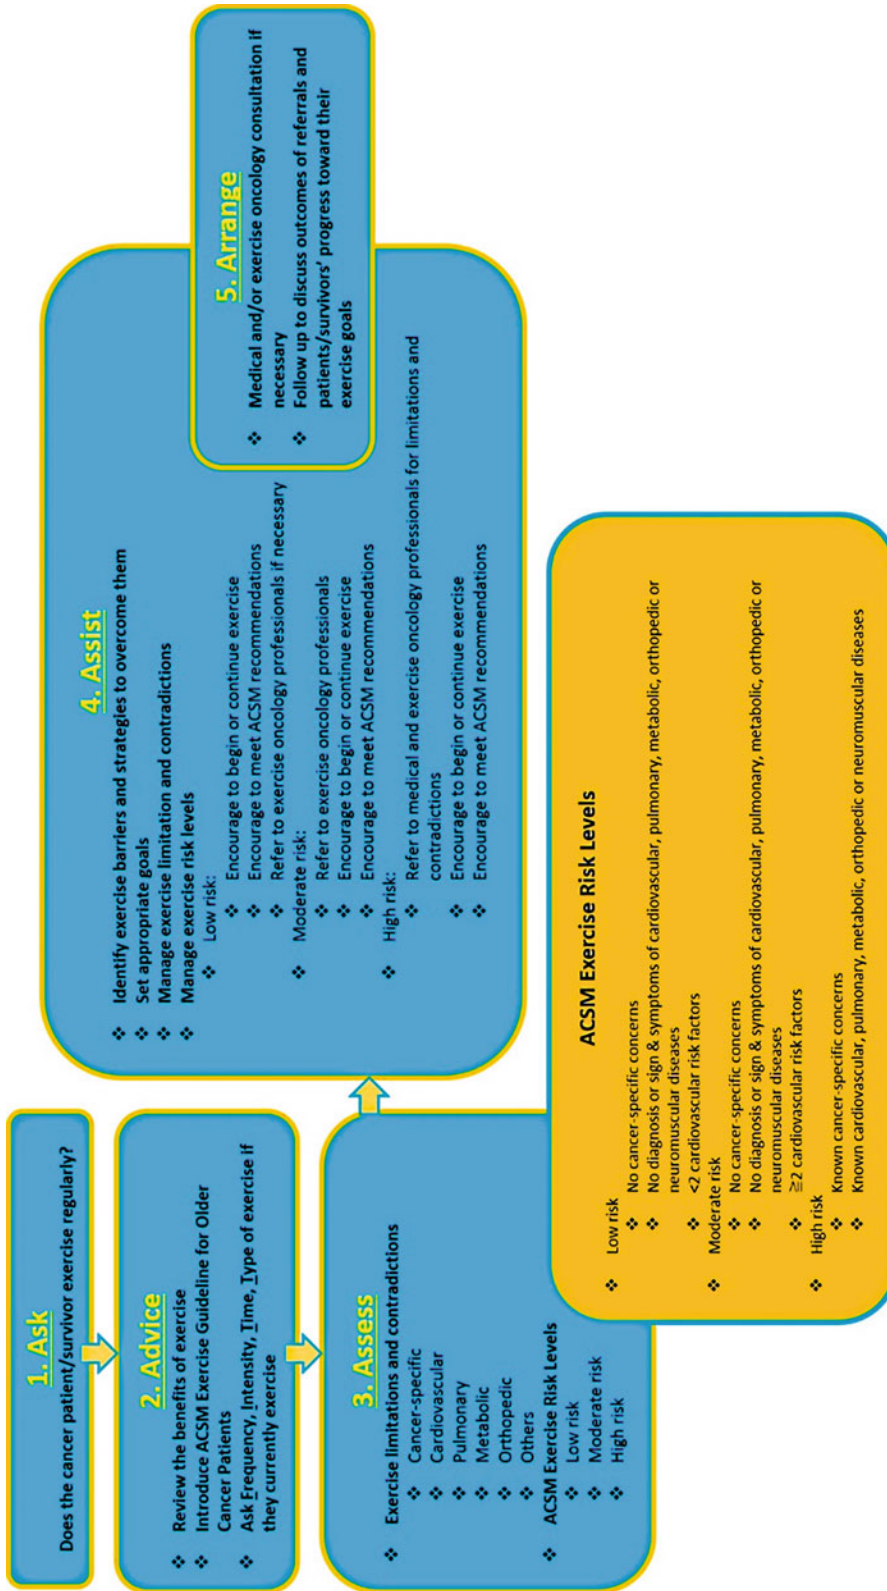 1. Ask
Does the cancer patient/survivor exercise regularly?
2. Advice
❖ Review the benefits of exercise
❖ Introduce ACSM Exercise Guideline for Older
Cancer Patients
❖ Ask Frequency, Intensity, Time, Type of exercise if
they currently exercise
3. Assess
❖ Exercise limitations and contradictions
❖ Cancer-specific
❖ Cardiovascular
❖ Pulmonary
❖ Metabolic
❖ Orthopedic
❖ Others
❖ ACSM Exercise Risk Levels
❖ Low risk
❖ Moderate risk
❖ High risk
4. Assist
❖ Identify exercise barriers and strategies to overcome them
❖ Set appropriate goals
❖ Manage exercise limitation and contradictions
❖ Manage exercise risk levels
❖ Low risk:
❖ Encourage to begin or continue exercise
❖ Encourage to meet ACSM recommendations
❖ Refer to exercise oncology professionals if necessary
❖ Moderate risk:
❖ Refer to exercise oncology professionals
❖ Encourage to begin or continue exercise
❖ Encourage to meet ACSM recommendations
❖ High risk:
❖ Refer to medical and exercise oncology professionals for limitations and
contradictions
❖ Encourage to begin or continue exercise
❖ Encourage to meet ACSM recommendations
5. Arrange
❖ Medical and/or exercise oncology consultation if
necessary
❖ Follow up to discuss outcomes of referrals and
patients/survivors’ progress toward their
exercise goals
ACSM Exercise Risk Levels
❖ Low risk
❖ No cancer-specific concerns
❖ No diagnosis or sign & symptoms of cardiovascular, pulmonary, metabolic, orthopedic or
neuromuscular diseases
❖ <2 cardiovascular risk factors
❖ Moderate risk
❖ No cancer-specific concerns
❖ No diagnosis or sign & symptoms of cardiovascular, pulmonary, metabolic, orthopedic or
neuromuscular diseases
❖ ≧2 cardiovascular risk factors
❖ High risk
❖ Known cancer-specific concerns
❖ Known cardiovascular, pulmonary, metabolic, orthopedic or neuromuscular diseases